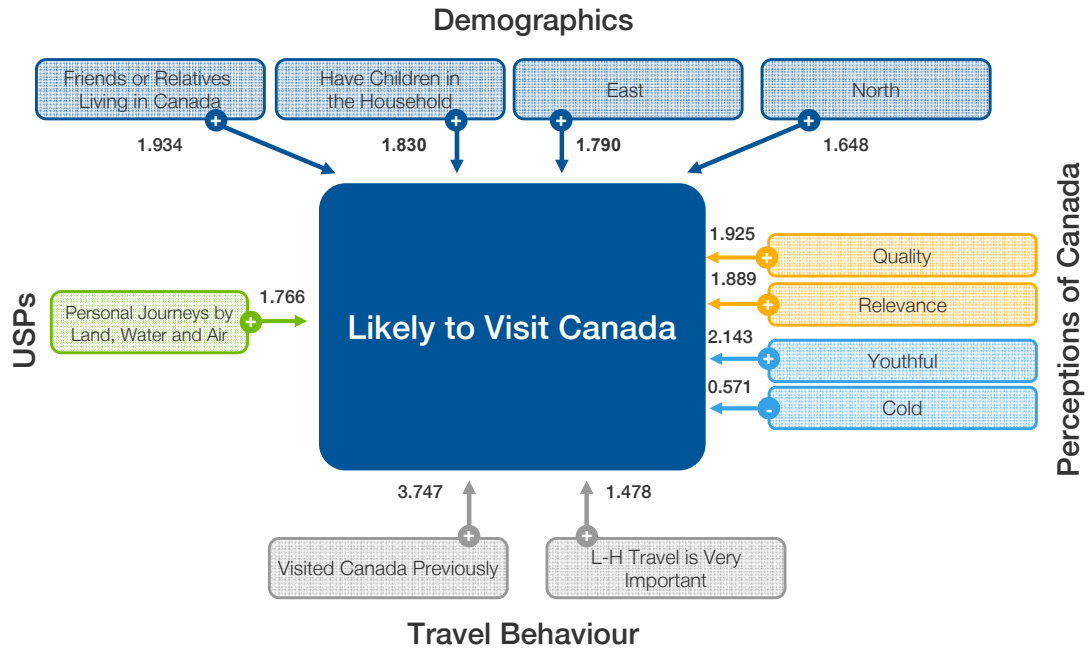 Demographics
Friends or Relatives
Living in Canada
Have Children in
the Household
East
North
1.934
1.830
1.790
1.648
USPs
Personal Journeys by
Land, Water and Air
+
1.766
Likely to Visit Canada
Perceptions of Canada
1.925
+
Quality
1.889
+
Relevance
2.143
+
Youthful
0.571
-
Cold
3.747
1.478
+
+
Visited Canada Previously
L-H Travel is Very
Important
Travel Behaviour
+
+
+
+